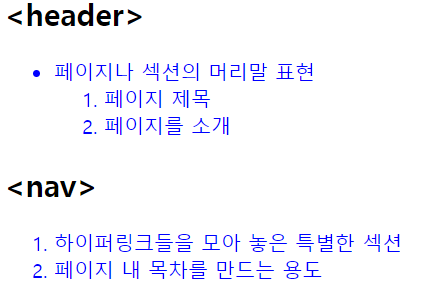 <header>
• 페이지나 섹션의 머리말 표현
1. 페이지 제목
2. 페이지를 소개
<nav>
1. 하이퍼링크들을 모아 놓은 특별한 섹션
2. 페이지 내 목차를 만드는 용도